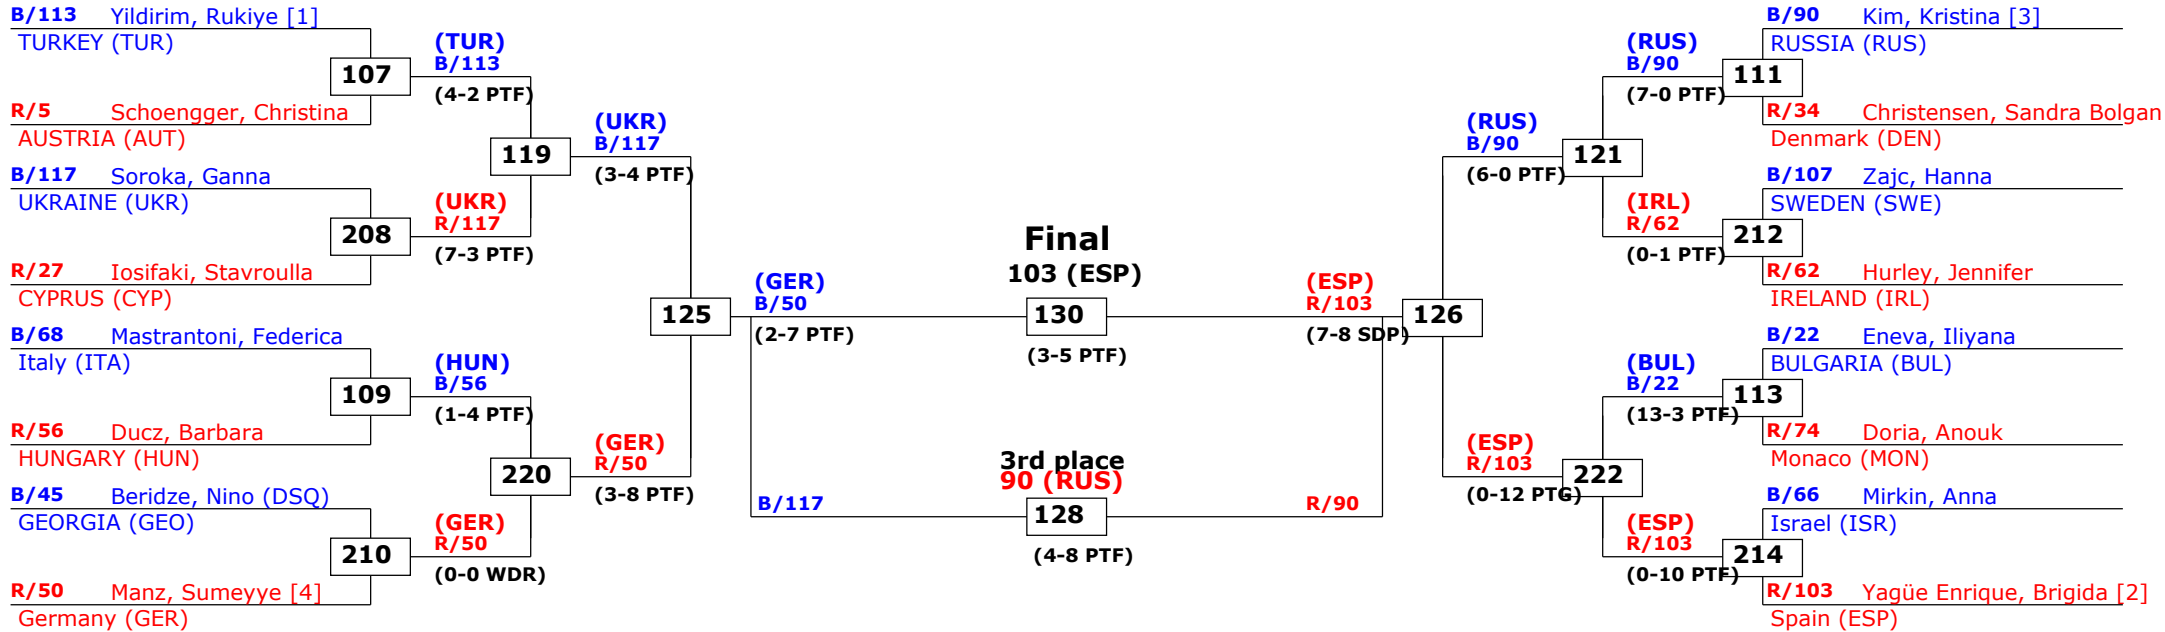 B/113 Yildirim, Rukiye [1]
TURKEY (TUR)
107
R/5 Schoengger, Christina
AUSTRIA (AUT)
(TUR)
B/113
(4-2 PTF)
B/117 Soroka, Ganna
UKRAINE (UKR)
208
R/27 Iosifaki, Stavroulla
CYPRUS (CYP)
(UKR)
R/117
(7-3 PTF)
119
(UKR)
B/117
(3-4 PTF)
B/68 Mastrantoni, Federica
Italy (ITA)
109
R/56 Ducz, Barbara
HUNGARY (HUN)
(HUN)
B/56
(1-4 PTF)
B/45 Beridze, Nino (DSQ)
GEORGIA (GEO)
210
R/50 Manz, Sumeyye [4]
Germany (GER)
(GER)
R/50
(0-0 WDR)
220
(GER)
R/50
(3-8 PTF)
125
(GER)
B/50
(2-7 PTF)
Final
103 (ESP)
130
(3-5 PTF)
3rd place
90 (RUS)
B/117
128
R/90
(4-8 PTF)
(ESP)
R/103
(7-8 SDP)
126
(RUS)
B/90
(6-0 PTF)
121
(RUS)
B/90
(7-0 PTF)
111
B/90 Kim, Kristina [3]
RUSSIA (RUS)
R/34 Christensen, Sandra Bolgan
Denmark (DEN)
(IRL)
R/62
(0-1 PTF)
212
B/107 Zajc, Hanna
SWEDEN (SWE)
R/62 Hurley, Jennifer
IRELAND (IRL)
(ESP)
R/103
(0-12 PTG)
222
(BUL)
B/22
(13-3 PTF)
113
B/22 Eneva, Iliyana
BULGARIA (BUL)
R/74 Doria, Anouk
Monaco (MON)
(ESP)
R/103
(0-10 PTF)
214
B/66 Mirkin, Anna
Israel (ISR)
R/103 Yagüe Enrique, Brigida [2]
Spain (ESP)